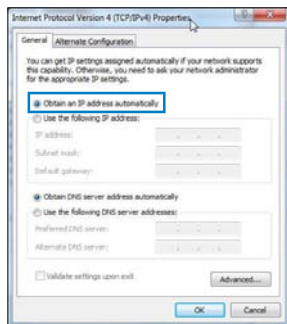 Internet Protocol Version 4 (TCP/IPv4) Properties
General
Alternate Configuration
You can get IP settings assigned automatically if your network supports
this capability. Otherwise, you need to ask your network administrator
for the appropriate IP settings.
Obtain an IP address automatically
Use the following IP address:
IP address:
Subnet mask:
Default gateway:
Obtain DNS server address automatically
Use the following DNS server addresses:
Preferred DNS server:
Alternate DNS server:
Validate settings upon exit
Advanced...
OK
Cancel